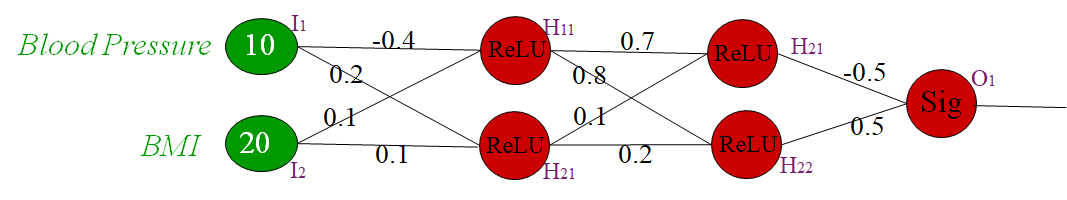 Blood Pressure 10 I1 -0.4 ReLU H11 0.7 ReLU H21
0.2 0.8 -0.5
Sig O1
0.1 0.1 0.5
BMI 20 I2 0.1 ReLU H21 0.2 ReLU H22